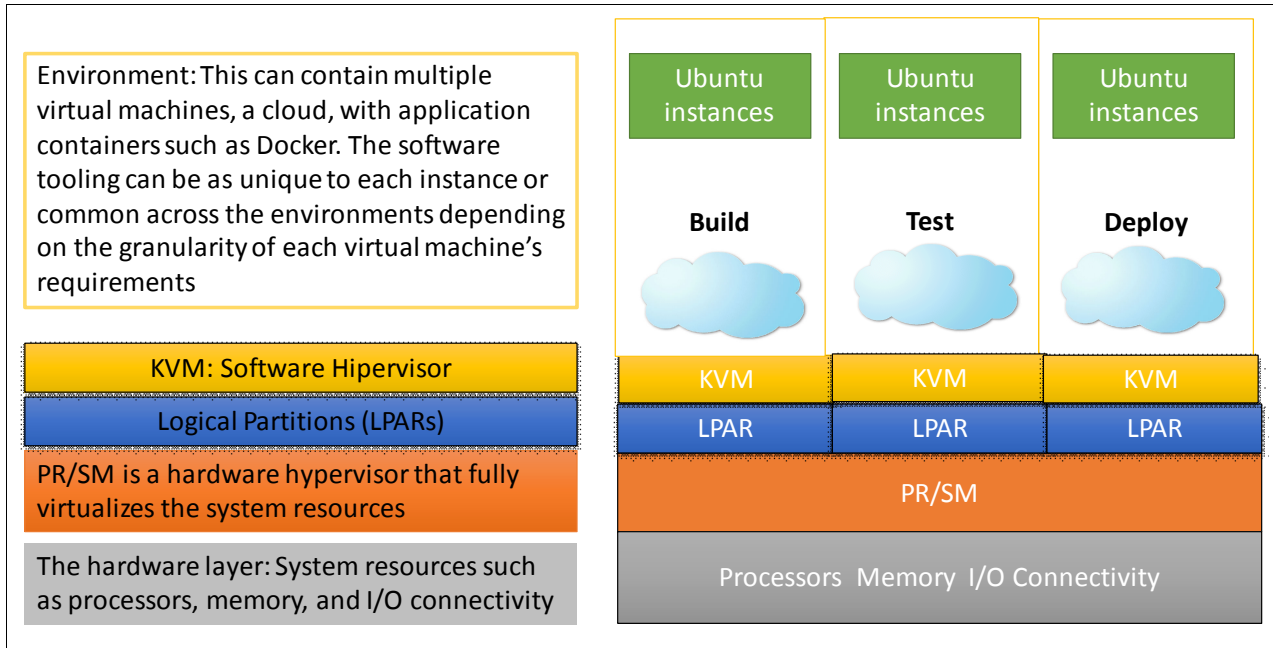 Environment: This can contain multiple
virtual machines, a cloud, with application
containers such as Docker. The software
tooling can be as unique to each instance or
common across the environments depending
on the granularity of each virtual machine's
requirements
KVM: Software Hipervisor
Logical Partitions (LPARs)
PR/SM is a hardware hypervisor that fully
virtualizes the system resources
The hardware layer: System resources such
as processors, memory, and I/O connectivity
Ubuntu
instances
Ubuntu
instances
Ubuntu
instances
Build
Test
Deploy
KVM
KVM
KVM
LPAR
LPAR
LPAR
PR/SM
Processors Memory I/O Connectivity